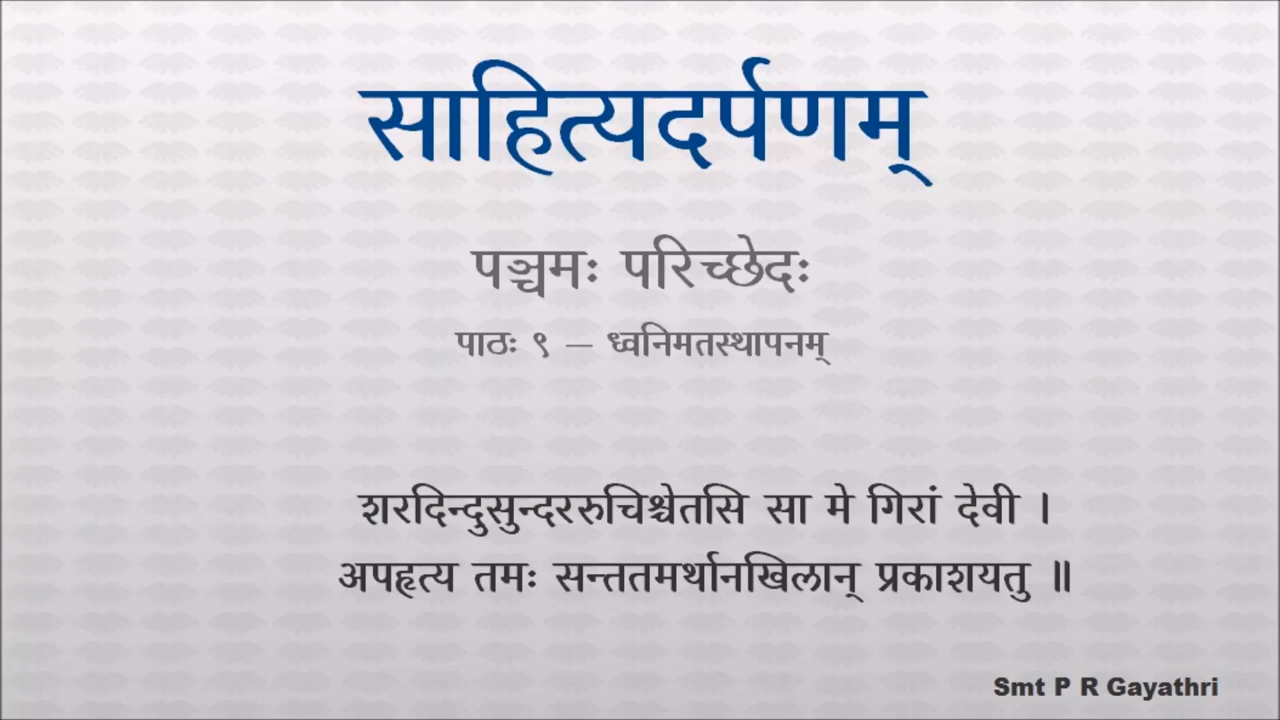 साहित्यदर्पणम्
पञ्चमः परिच्छेदः
पाठः ९ – ध्वनिमतस्थापनम्
शरदिन्दुसुन्दररुचिश्चेतसि सा मे गिरां देवी ।
अपहृत्य तमः सन्ततमर्थानखिलान् प्रकाशयतु ॥
Smt P R Gayathri